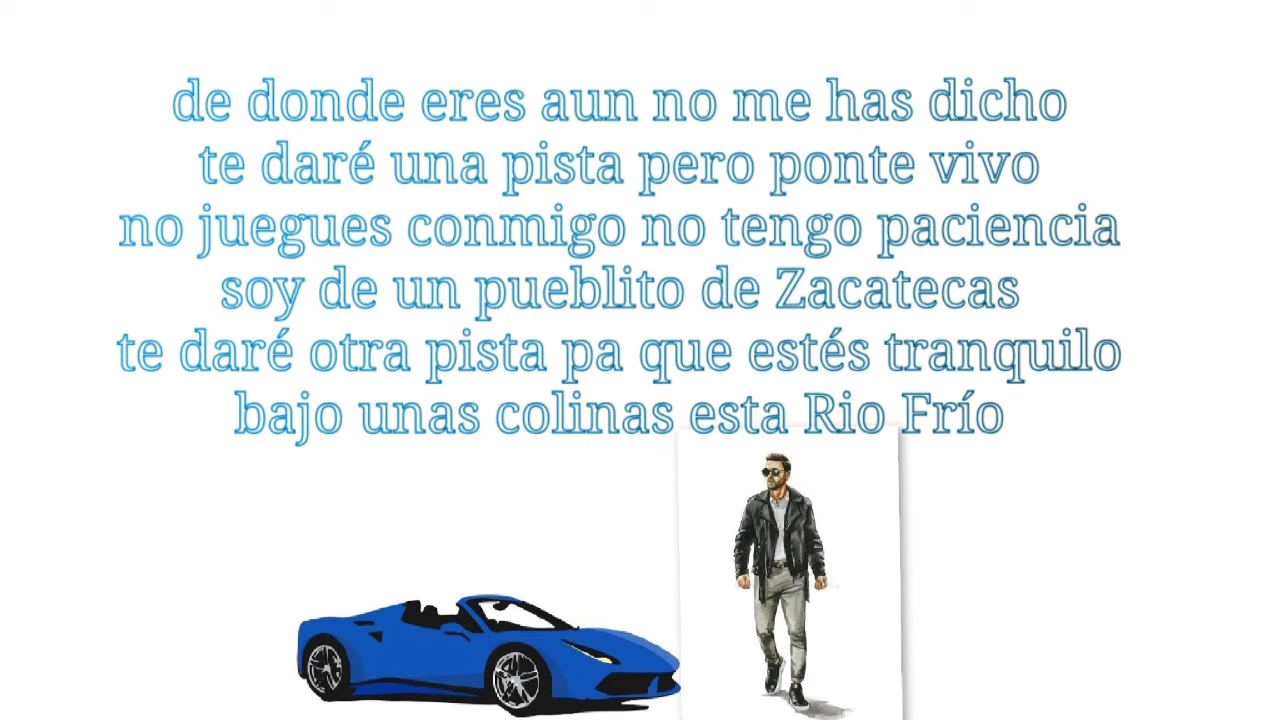 de donde eres aun no me has dicho
te daré una pista pero ponte vivo
no juegues conmigo no tengo paciencia
soy de un pueblito de Zacatecas
te daré otra pista pa que estés tranquilo
bajo unas colinas esta Rio Frío